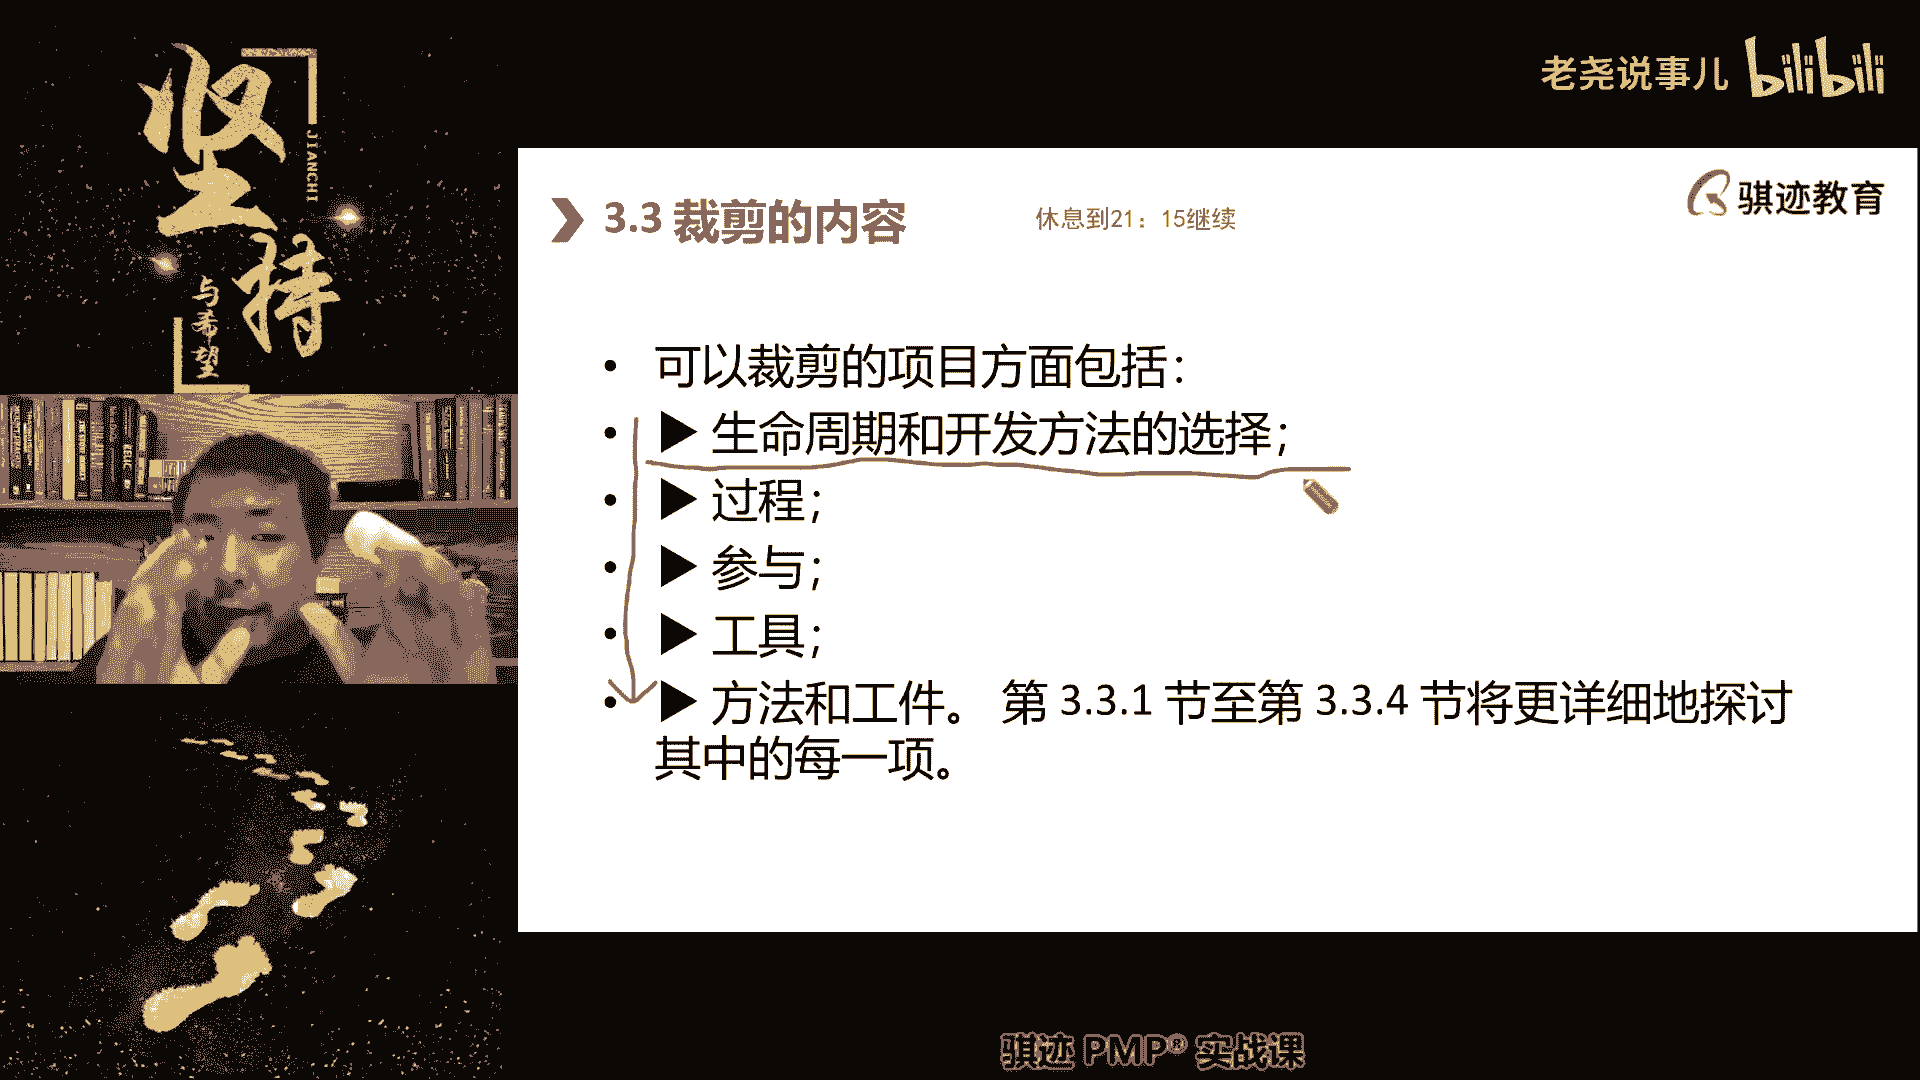 坚持
JIANCHI
与希望
老尧说事儿 bilibili
骐迹教育
3.3 裁剪的内容
休息到21：15继续
• 可以裁剪的项目方面包括：
• ▶ 生命周期和开发方法的选择；
• ▶ 过程；
• ▶ 参与；
• ▶ 工具；
• ▶ 方法和工件。 第 3.3.1 节至第 3.3.4 节将更详细地探讨
其中的每一项。
骐迹 PMP® 实战课